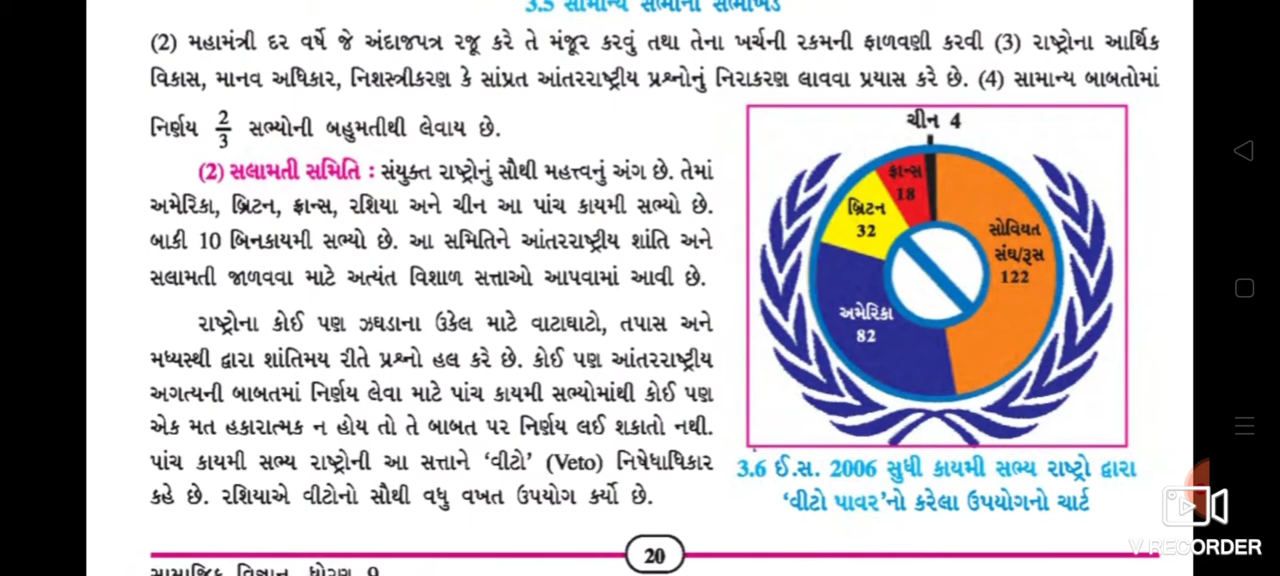 3.5 સામાન્ય સભાનો સભાખંડ
(2) મહામંત્રી દર વર્ષે જે અંદાજપત્ર રજૂ કરે તે મંજૂર કરવું તથા તેના ખર્ચની રકમની ફાળવણી કરવી (3) રાષ્ટ્રોના આર્થિક
વિકાસ, માનવ અધિકાર, નિશસ્ત્રીકરણ કે સાંપ્રત આંતરરાષ્ટ્રીય પ્રશ્નોનું નિરાકરણ લાવવા પ્રયાસ કરે છે. (4) સામાન્ય બાબતોમાં
નિર્ણય 2/3 સભ્યોની બહુમતીથી લેવાય છે.
(2) સલામતી સમિતિ : સંયુક્ત રાષ્ટ્રોનું સૌથી મહત્ત્વનું અંગ છે. તેમાં
અમેરિકા, બ્રિટન, ફ્રાન્સ, રશિયા અને ચીન આ પાંચ કાયમી સભ્યો છે.
બાકી 10 બિનકાયમી સભ્યો છે. આ સમિતિને આંતરરાષ્ટ્રીય શાંતિ અને
સલામતી જાળવવા માટે અત્યંત વિશાળ સત્તાઓ આપવામાં આવી છે.
રાષ્ટ્રોના કોઈ પણ ઝઘડાના ઉકેલ માટે વાટાઘાટો, તપાસ અને
મધ્યસ્થી દ્વારા શાંતિમય રીતે પ્રશ્નો હલ કરે છે. કોઈ પણ આંતરરાષ્ટ્રીય
અગત્યની બાબતમાં નિર્ણય લેવા માટે પાંચ કાયમી સભ્યોમાંથી કોઈ પણ
એક મત હકારાત્મક ન હોય તો તે બાબત પર નિર્ણય લઈ શકાતો નથી.
પાંચ કાયમી સભ્ય રાષ્ટ્રોની આ સત્તાને ‘વીટો’ (Veto) નિષેધાધિકાર
કહે છે. રશિયાએ વીટોનો સૌથી વધુ વખત ઉપયોગ કર્યો છે.
ચીન 4
ફ્રાન્સ
18
બ્રિટન
32
સોવિયત
સંઘ/રૂસ
122
અમેરિકા
82
3.6 ઈ.સ. 2006 સુધી કાયમી સભ્ય રાષ્ટ્રો દ્વારા
‘વીટો પાવર’નો કરેલા ઉપયોગનો ચાર્ટ
20
સામાજિક વિજ્ઞાન, ધોરણ 9
V RECORDER